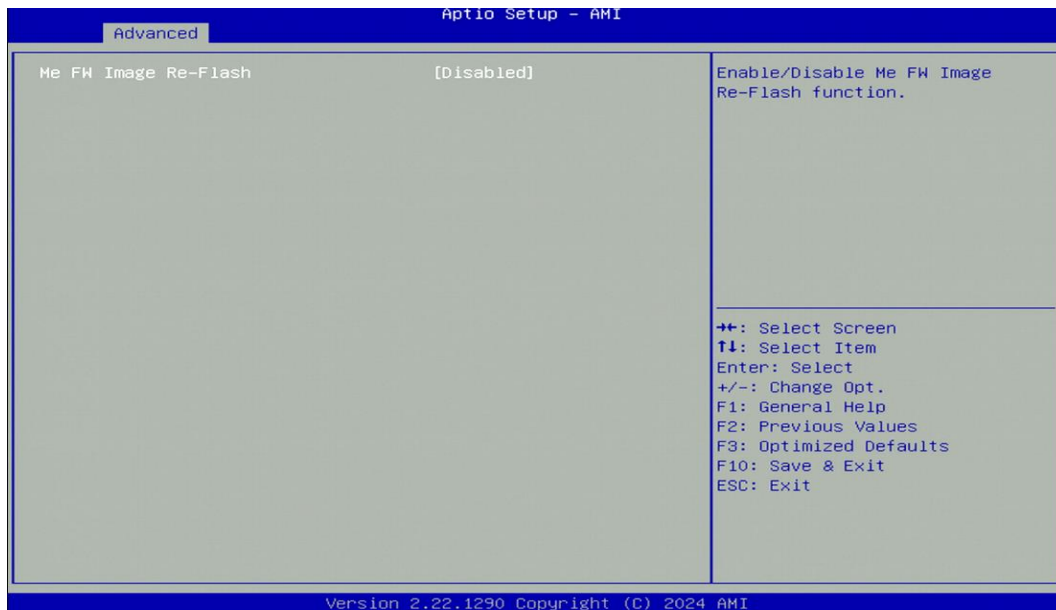 Aptio Setup - AMI
Advanced
Me FW Image Re-Flash [Disabled]
Enable/Disable Me FW Image
Re-Flash function.
→←: Select Screen
↑↓: Select Item
Enter: Select
+/-: Change Opt.
F1: General Help
F2: Previous Values
F3: Optimized Defaults
F10: Save & Exit
ESC: Exit
Version 2.22.1290 Copyright (C) 2024 AMI